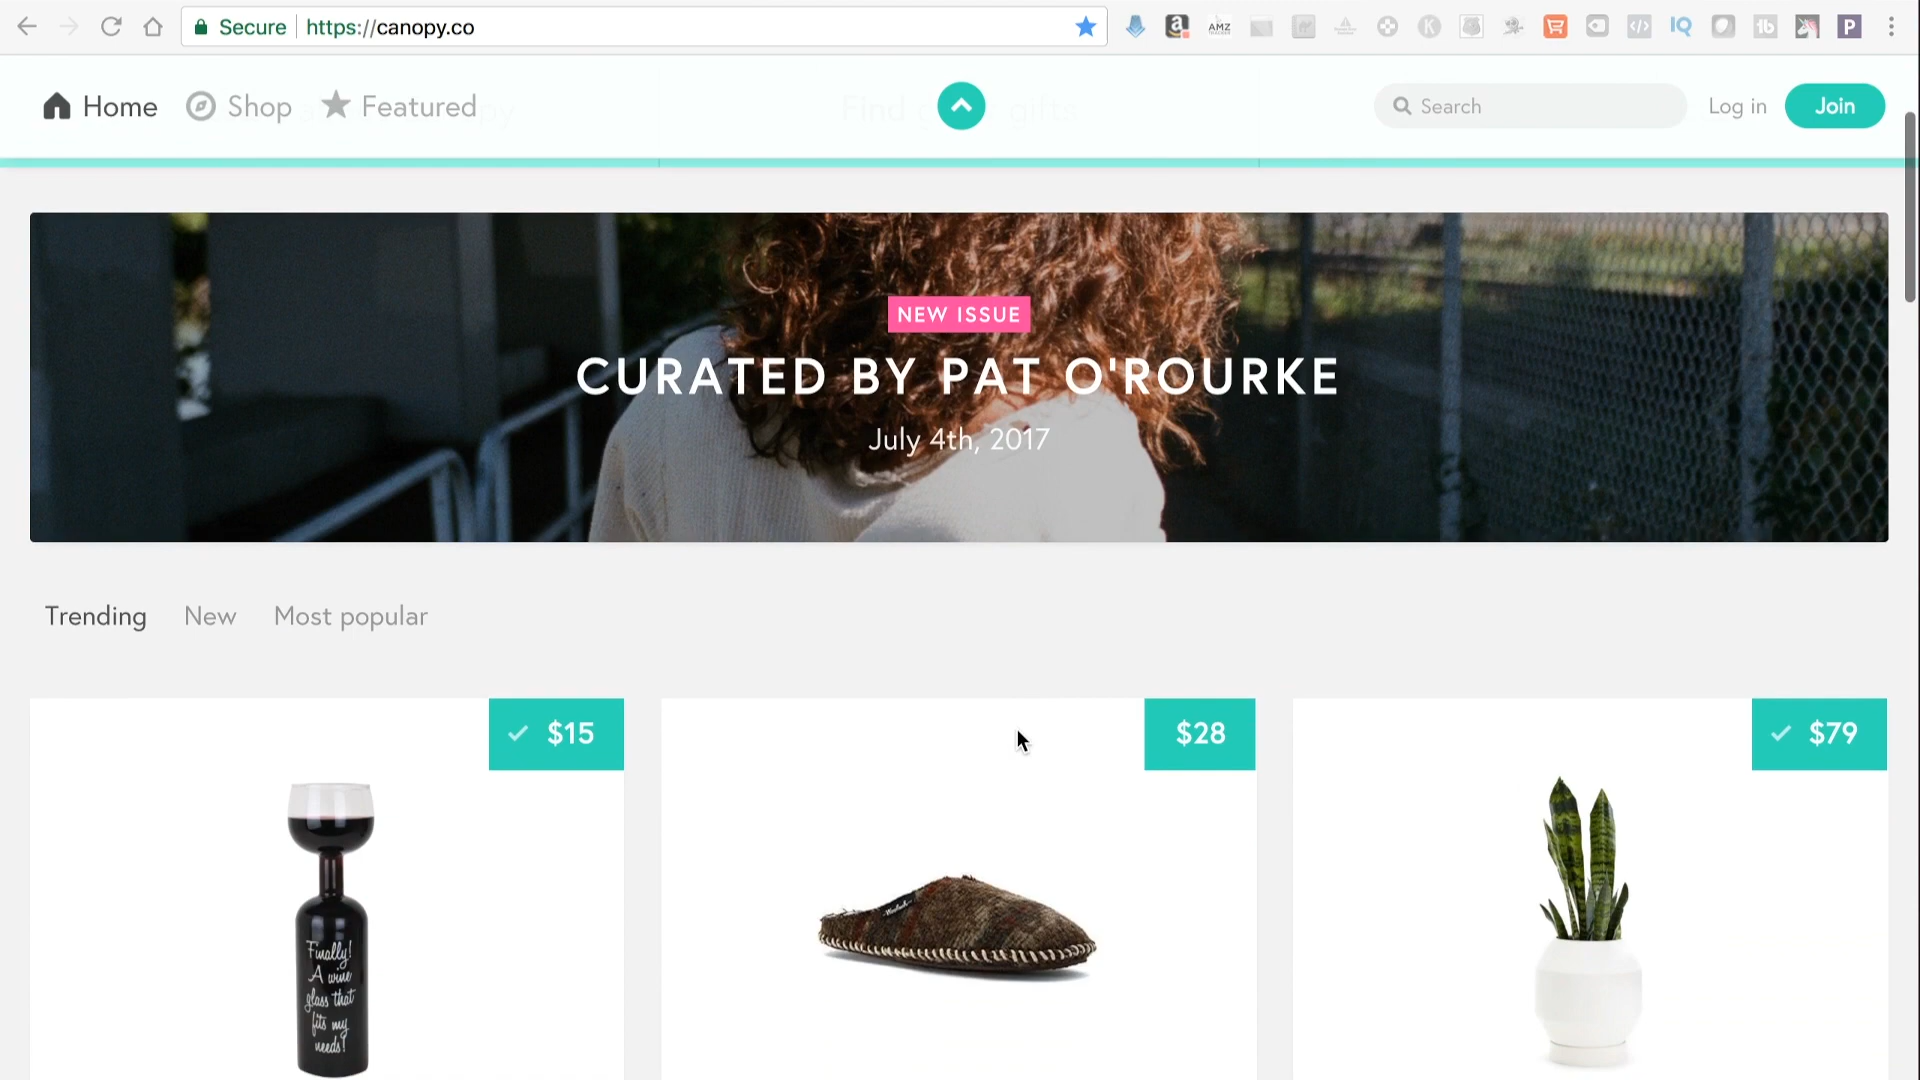 Secure https://canopy.co
Home Shop Featured
Search Log in Join
NEW ISSUE
CURATED BY PAT O'ROURKE
July 4th, 2017
Trending New Most popular
$15
$28
$79
Finally!
A wine
glass that
fits my
needs!